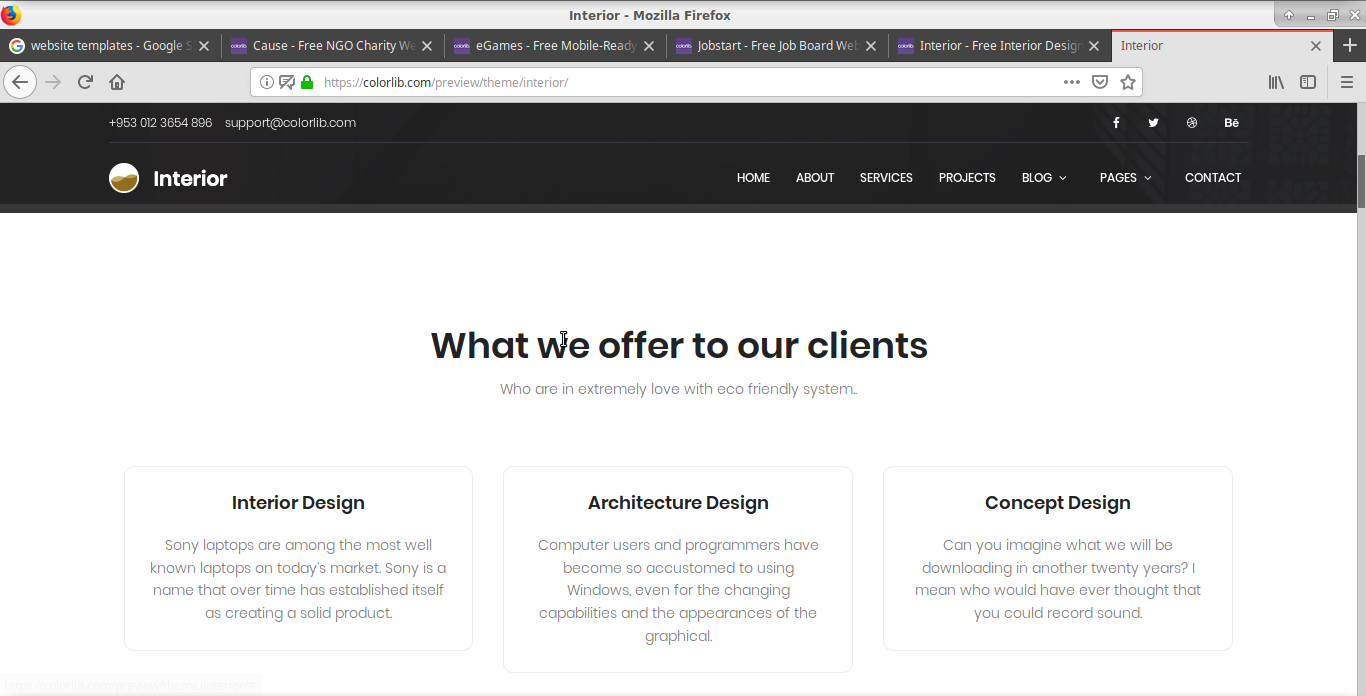 Interior - Mozilla Firefox
website templates - Google S
Cause - Free NGO Charity We
eGames - Free Mobile-Ready
Jobstart - Free Job Board Web
Interior - Free Interior Design
Interior
https://colorlib.com/preview/theme/interior/
+953 012 3654 896 support@colorlib.com
Bē
Interior
HOME ABOUT SERVICES PROJECTS BLOG PAGES CONTACT
What we offer to our clients
Who are in extremely love with eco friendly system..
Interior Design
Sony laptops are among the most well
known laptops on today's market. Sony is a
name that over time has established itself
as creating a solid product.
Architecture Design
Computer users and programmers have
become so accustomed to using
Windows, even for the changing
capabilities and the appearances of the
graphical.
Concept Design
Can you imagine what we will be
downloading in another twenty years? I
mean who would have ever thought that
you could record sound.
https://colorlib.com/preview/theme/interior/#